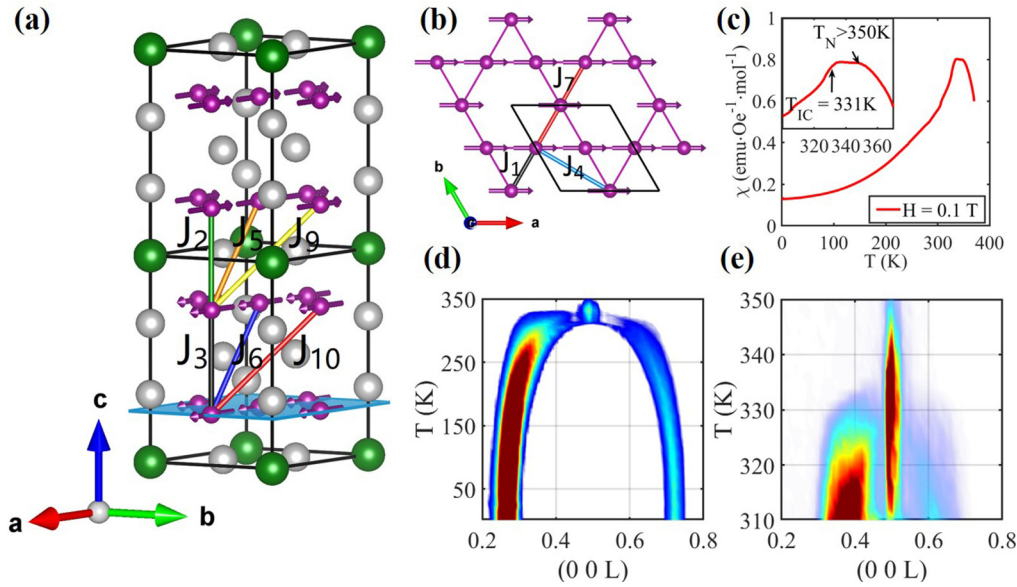 (a)
J2 J5 J9
J3 J6 J10
c
a
b
(b)
J7
J1
J4
b
a
(c)
χ (emu·Oe⁻¹·mol⁻¹)
1
0.8
0.6
0.4
0.2
0
0 100 200 300 400
T (K)
H = 0.1 T
T_N>350K
T_IC = 331K
320 340 360
(d)
T (K)
350
250
150
50
0.2 0.4 0.6 0.8
(0 0 L)
(e)
T (K)
350
340
330
320
310
0.2 0.4 0.6 0.8
(0 0 L)